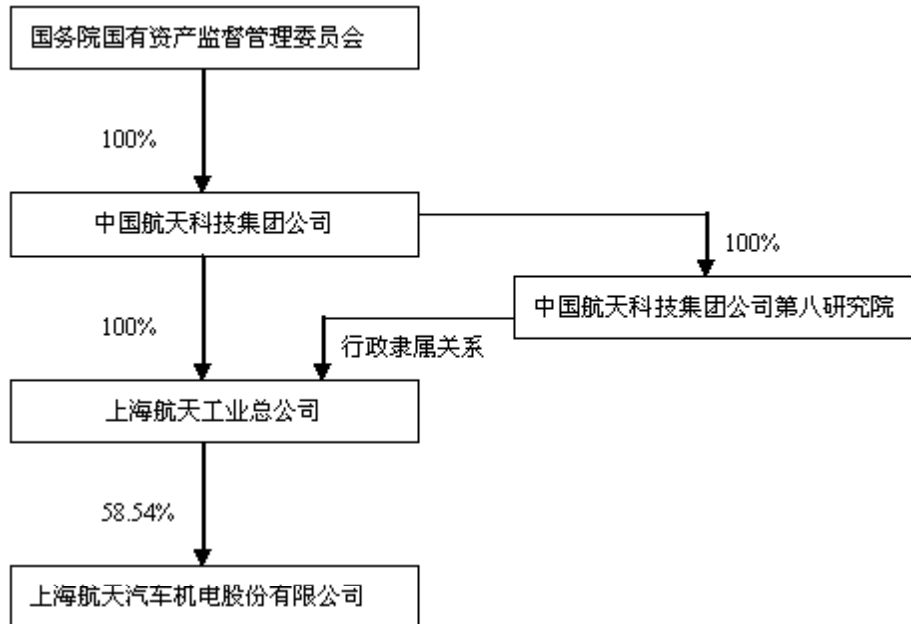 国务院国有资产监督管理委员会
100%
中国航天科技集团公司
100%
中国航天科技集团公司第八研究院
100%
行政隶属关系
上海航天工业总公司
58.54%
上海航天汽车机电股份有限公司